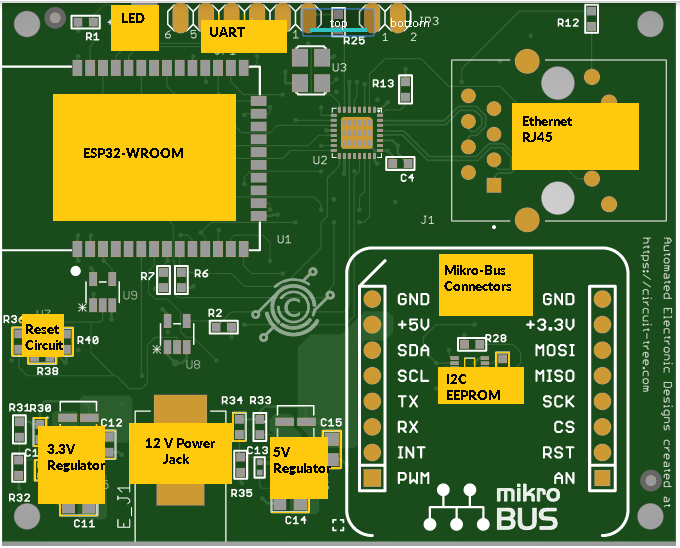 LED
top
bottom
JP3
R12
R1
6
5
UART
1
R25
1
2
U3
R13
Ethernet
RJ45
ESP32-WROOM
U2
C4
J1
U1
Mikro-Bus
Connectors
R7
R6
U9
GND
GND
+5V
+3.3V
R2
Reset
Circuit
R40
R38
U8
R28
SDA
MOSI
SCL
MISO
I2C
EEPROM
TX
SCK
RX
CS
INT
RST
PWM
AN
R31
R30
C12
R34
R33
C15
3.3V
Regulator
12 V Power
Jack
C13
5V
Regulator
R32
R35
C11
E_J1
C14
mikro
BUS
Automated Electronic Designs created at
https://circuit-tree.com